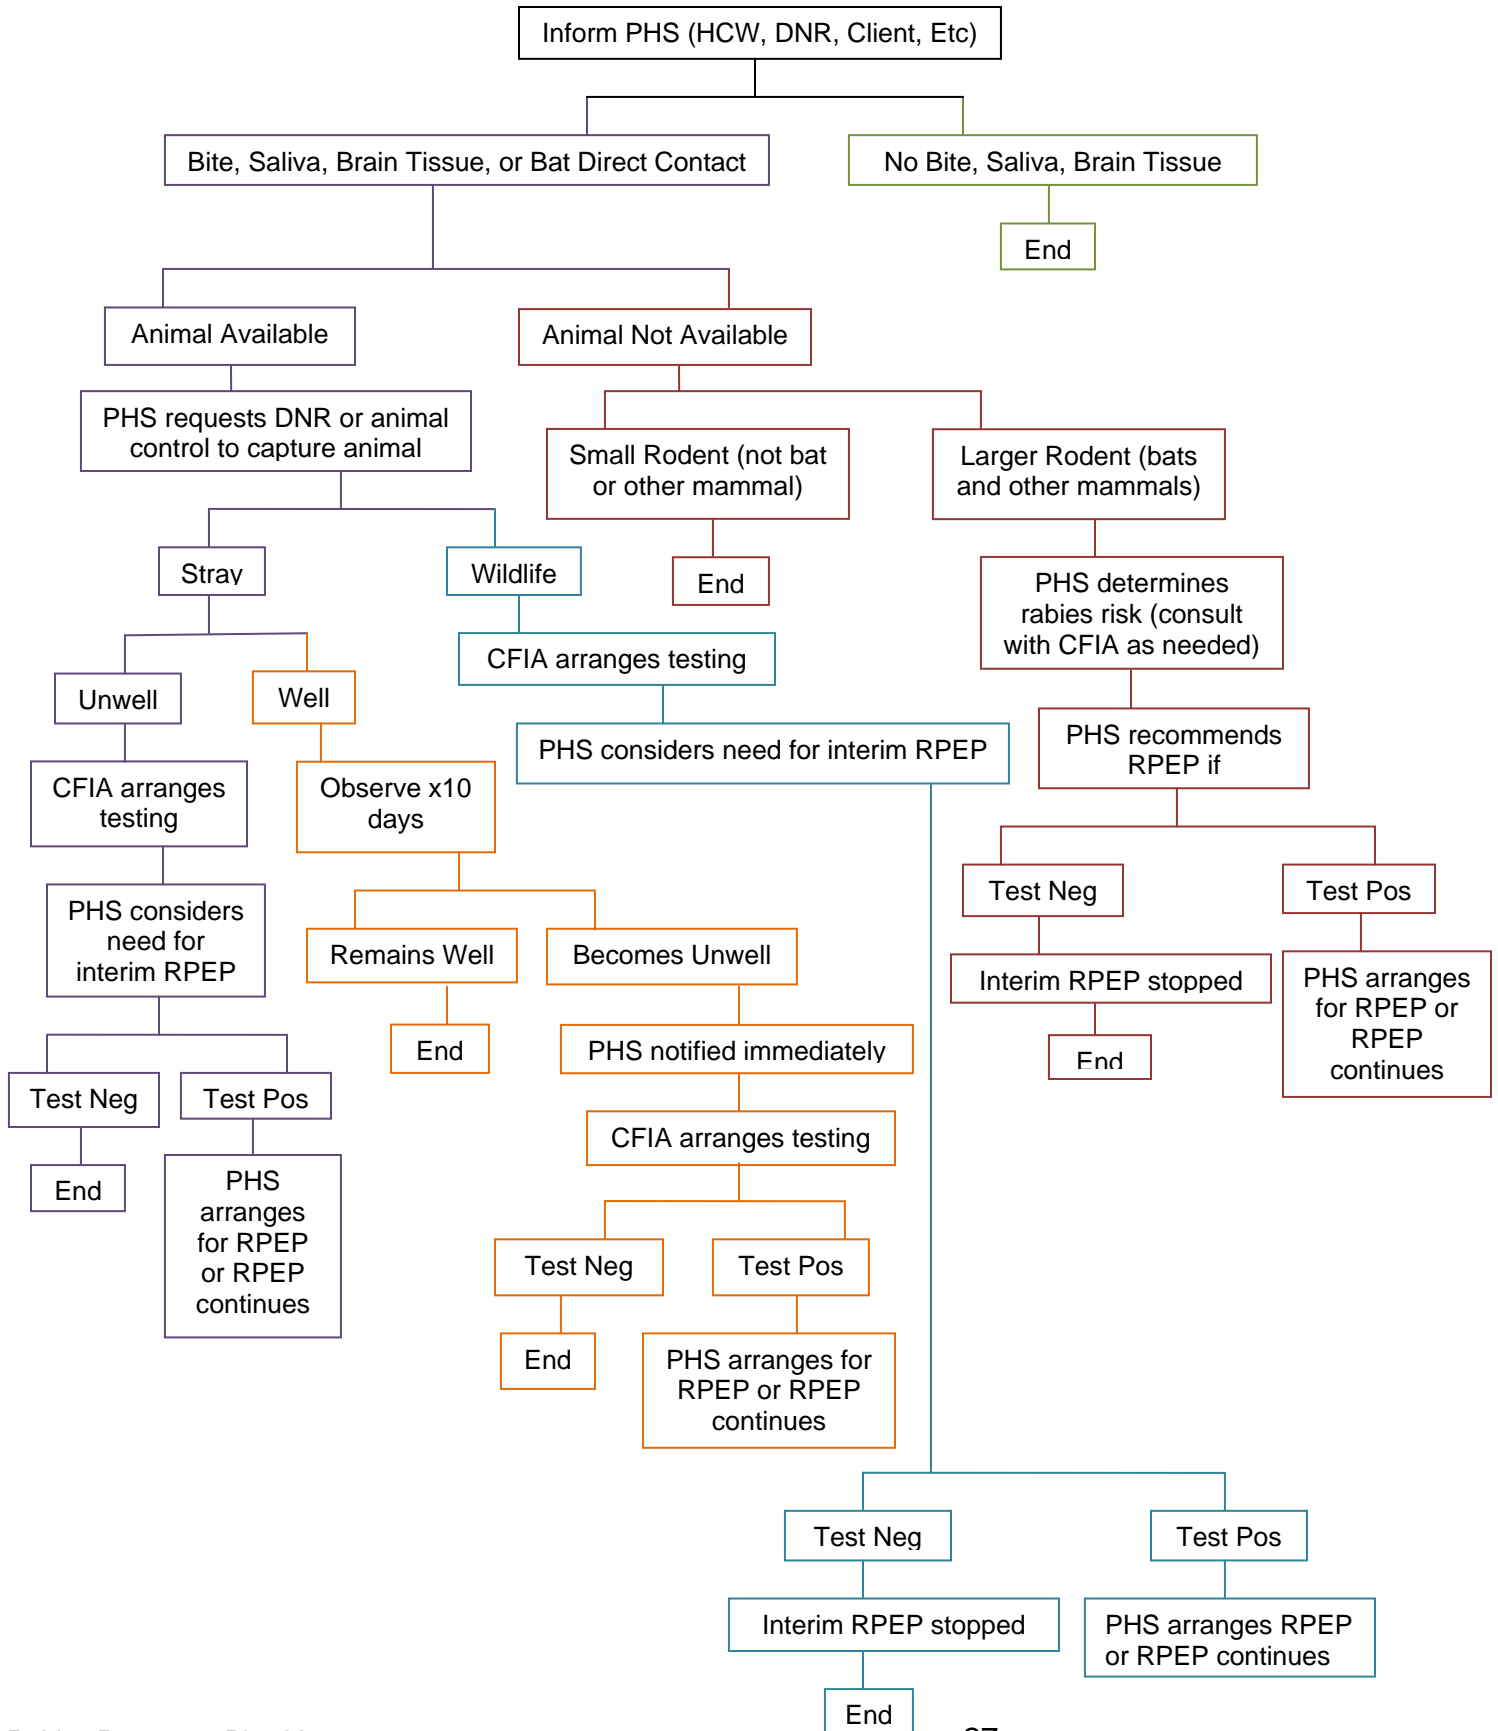 Inform PHS (HCW, DNR, Client, Etc)
Bite, Saliva, Brain Tissue, or Bat Direct Contact
No Bite, Saliva, Brain Tissue
End
Animal Available
Animal Not Available
PHS requests DNR or animal
control to capture animal
Small Rodent (not bat
or other mammal)
Larger Rodent (bats
and other mammals)
Stray
Wildlife
End
PHS determines
rabies risk (consult
with CFIA as needed)
CFIA arranges testing
Unwell
Well
PHS considers need for interim RPEP
PHS recommends
RPEP if
CFIA arranges
testing
Observe x10
days
PHS considers
need for
interim RPEP
Remains Well
Becomes Unwell
Test Neg
Test Pos
Interim RPEP stopped
PHS arranges
for RPEP or
RPEP
continues
End
PHS notified immediately
End
Test Neg
Test Pos
CFIA arranges testing
End
PHS
arranges
for RPEP
or RPEP
continues
Test Neg
Test Pos
End
PHS arranges for
RPEP or RPEP
continues
Test Neg
Test Pos
Interim RPEP stopped
PHS arranges RPEP
or RPEP continues
End